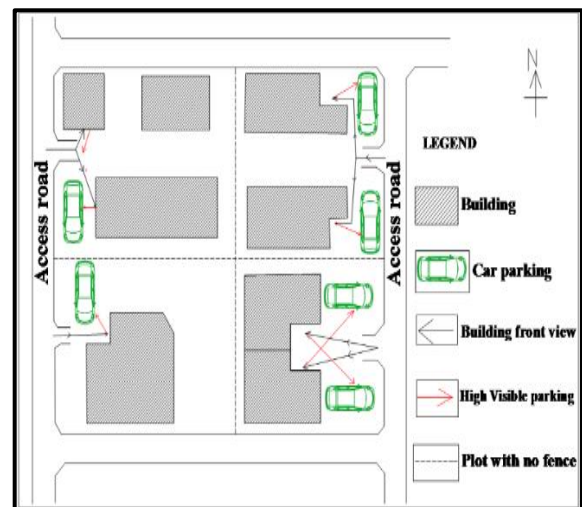 N
LEGEND
Building
Car parking
Building front view
High Visible parking
Plot with no fence
Access road
Access road